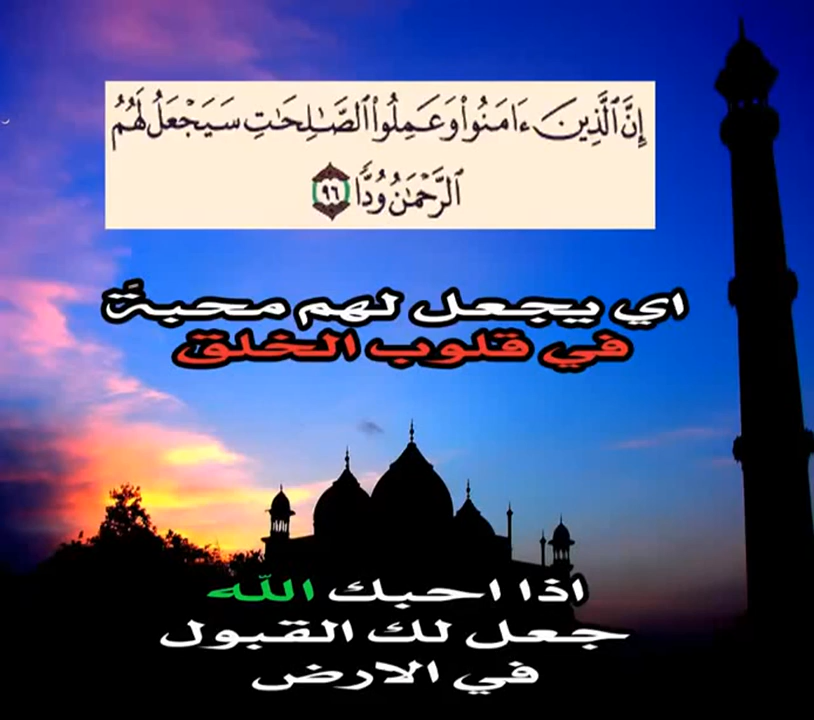 إِنَّ ٱلَّذِينَ ءَامَنُوا۟ وَعَمِلُوا۟ ٱلصَّٰلِحَٰتِ سَيَجْعَلُ لَهُمُ
ٱلرَّحْمَٰنُ وُدًّا ٩٦
اي يجعل لهم محبةً
في قلوب الخلق
اذا احبك الله
جعل لك القبول
في الارض